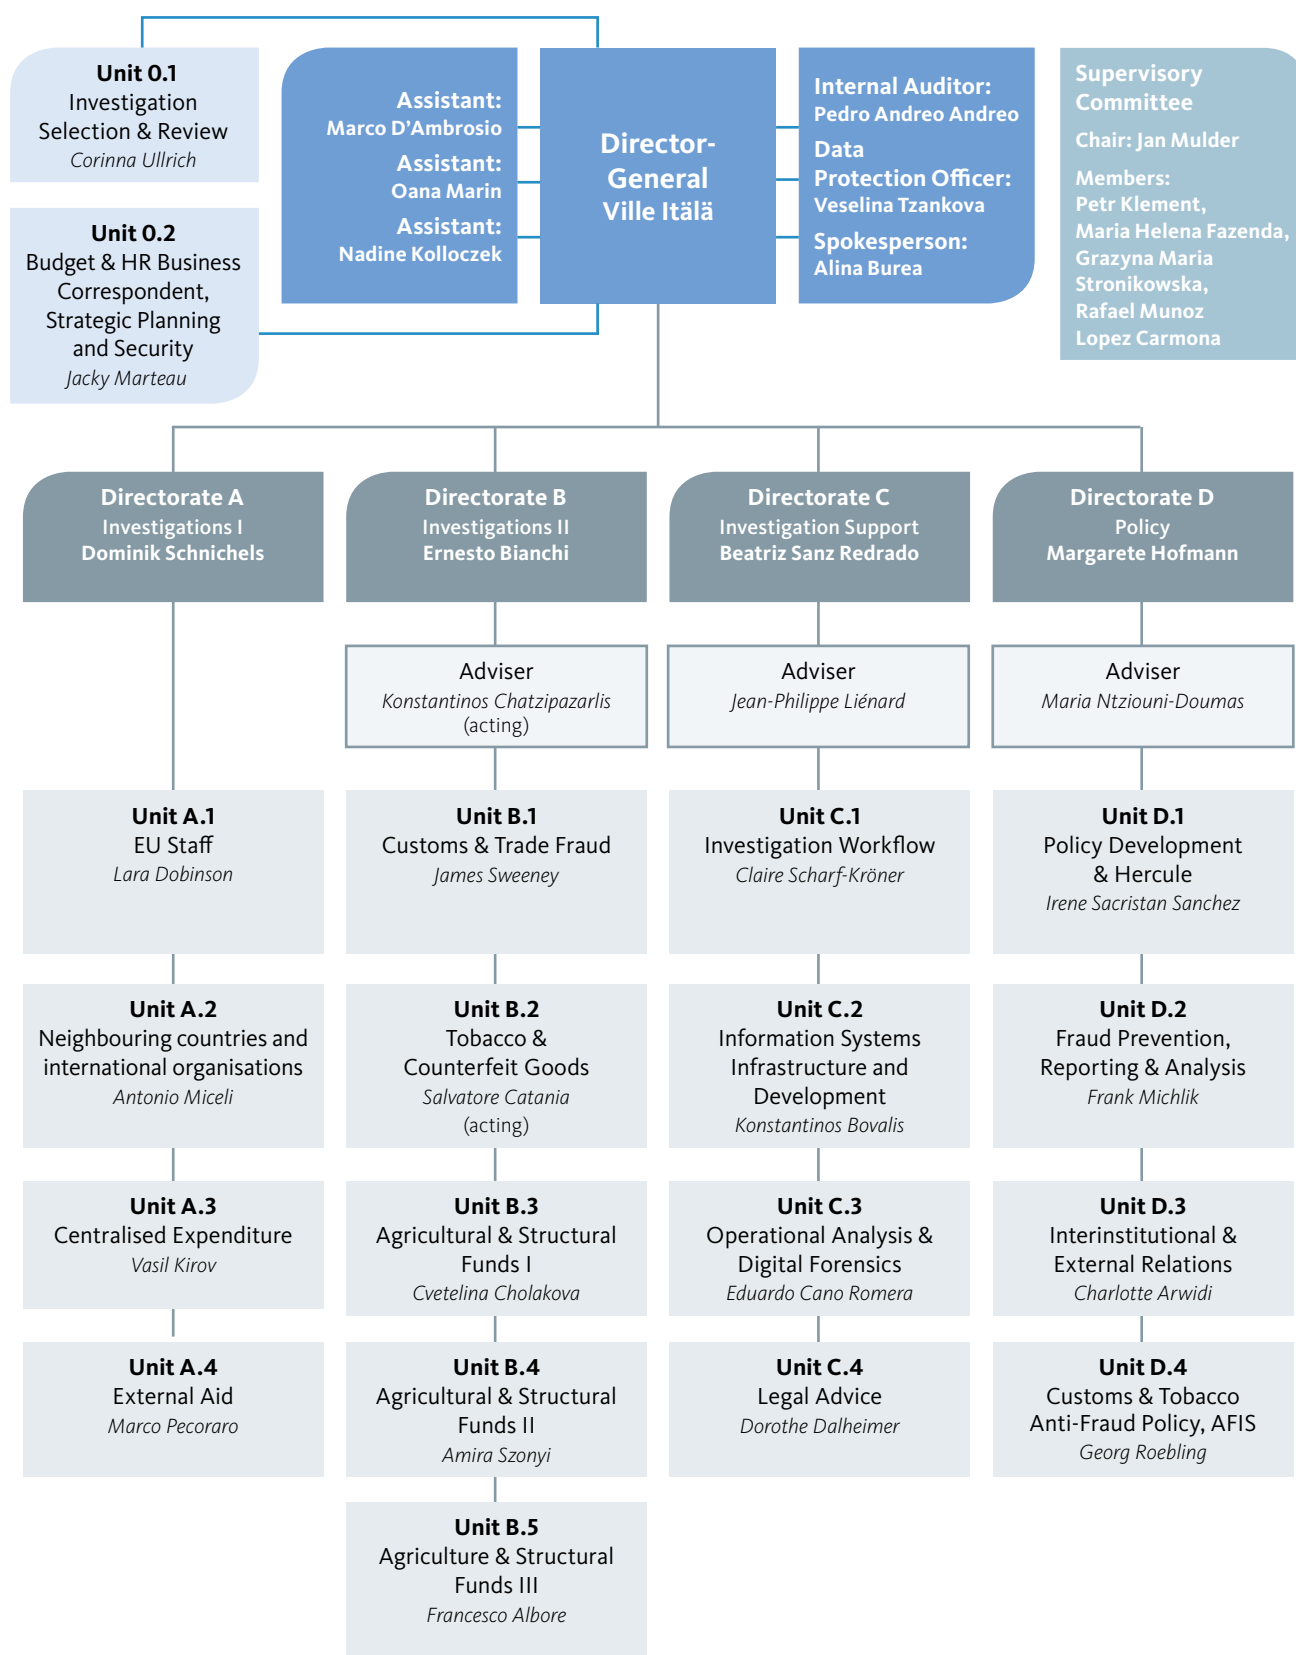 Unit 0.1
Investigation
Selection & Review
Corinna Ullrich
Unit 0.2
Budget & HR Business
Correspondent,
Strategic Planning
and Security
Jacky Marteau
Assistant:
Marco D’Ambrosio
Assistant:
Oana Marin
Assistant:
Nadine Kolloczek
Director-
General
Ville Itälä
Internal Auditor:
Pedro Andreo Andreo
Data
Protection Officer:
Veselina Tzankova
Spokesperson:
Alina Burea
Supervisory
Committee
Chair: Jan Mulder
Members:
Petr Klement,
Maria Helena Fazenda,
Grazyna Maria
Stronikowska,
Rafael Munoz
Lopez Carmona
Directorate A
Investigations I
Dominik Schnichels
Directorate B
Investigations II
Ernesto Bianchi
Directorate C
Investigation Support
Beatriz Sanz Redrado
Directorate D
Policy
Margarete Hofmann
Adviser
Konstantinos Chatzipazarlis
(acting)
Adviser
Jean-Philippe Liénard
Adviser
Maria Ntziouni-Doumas
Unit A.1
EU Staff
Lara Dobinson
Unit B.1
Customs & Trade Fraud
James Sweeney
Unit C.1
Investigation Workflow
Claire Scharf-Kröner
Unit D.1
Policy Development
& Hercule
Irene Sacristan Sanchez
Unit A.2
Neighbouring countries and
international organisations
Antonio Miceli
Unit B.2
Tobacco &
Counterfeit Goods
Salvatore Catania
(acting)
Unit C.2
Information Systems
Infrastructure and
Development
Konstantinos Bovalis
Unit D.2
Fraud Prevention,
Reporting & Analysis
Frank Michlik
Unit A.3
Centralised Expenditure
Vasil Kirov
Unit B.3
Agricultural & Structural
Funds I
Cvetelina Cholakova
Unit C.3
Operational Analysis &
Digital Forensics
Eduardo Cano Romera
Unit D.3
Interinstitutional &
External Relations
Charlotte Arwidi
Unit A.4
External Aid
Marco Pecoraro
Unit B.4
Agricultural & Structural
Funds II
Amira Szonyi
Unit C.4
Legal Advice
Dorothe Dalheimer
Unit D.4
Customs & Tobacco
Anti-Fraud Policy, AFIS
Georg Roebling
Unit B.5
Agriculture & Structural
Funds III
Francesco Albore